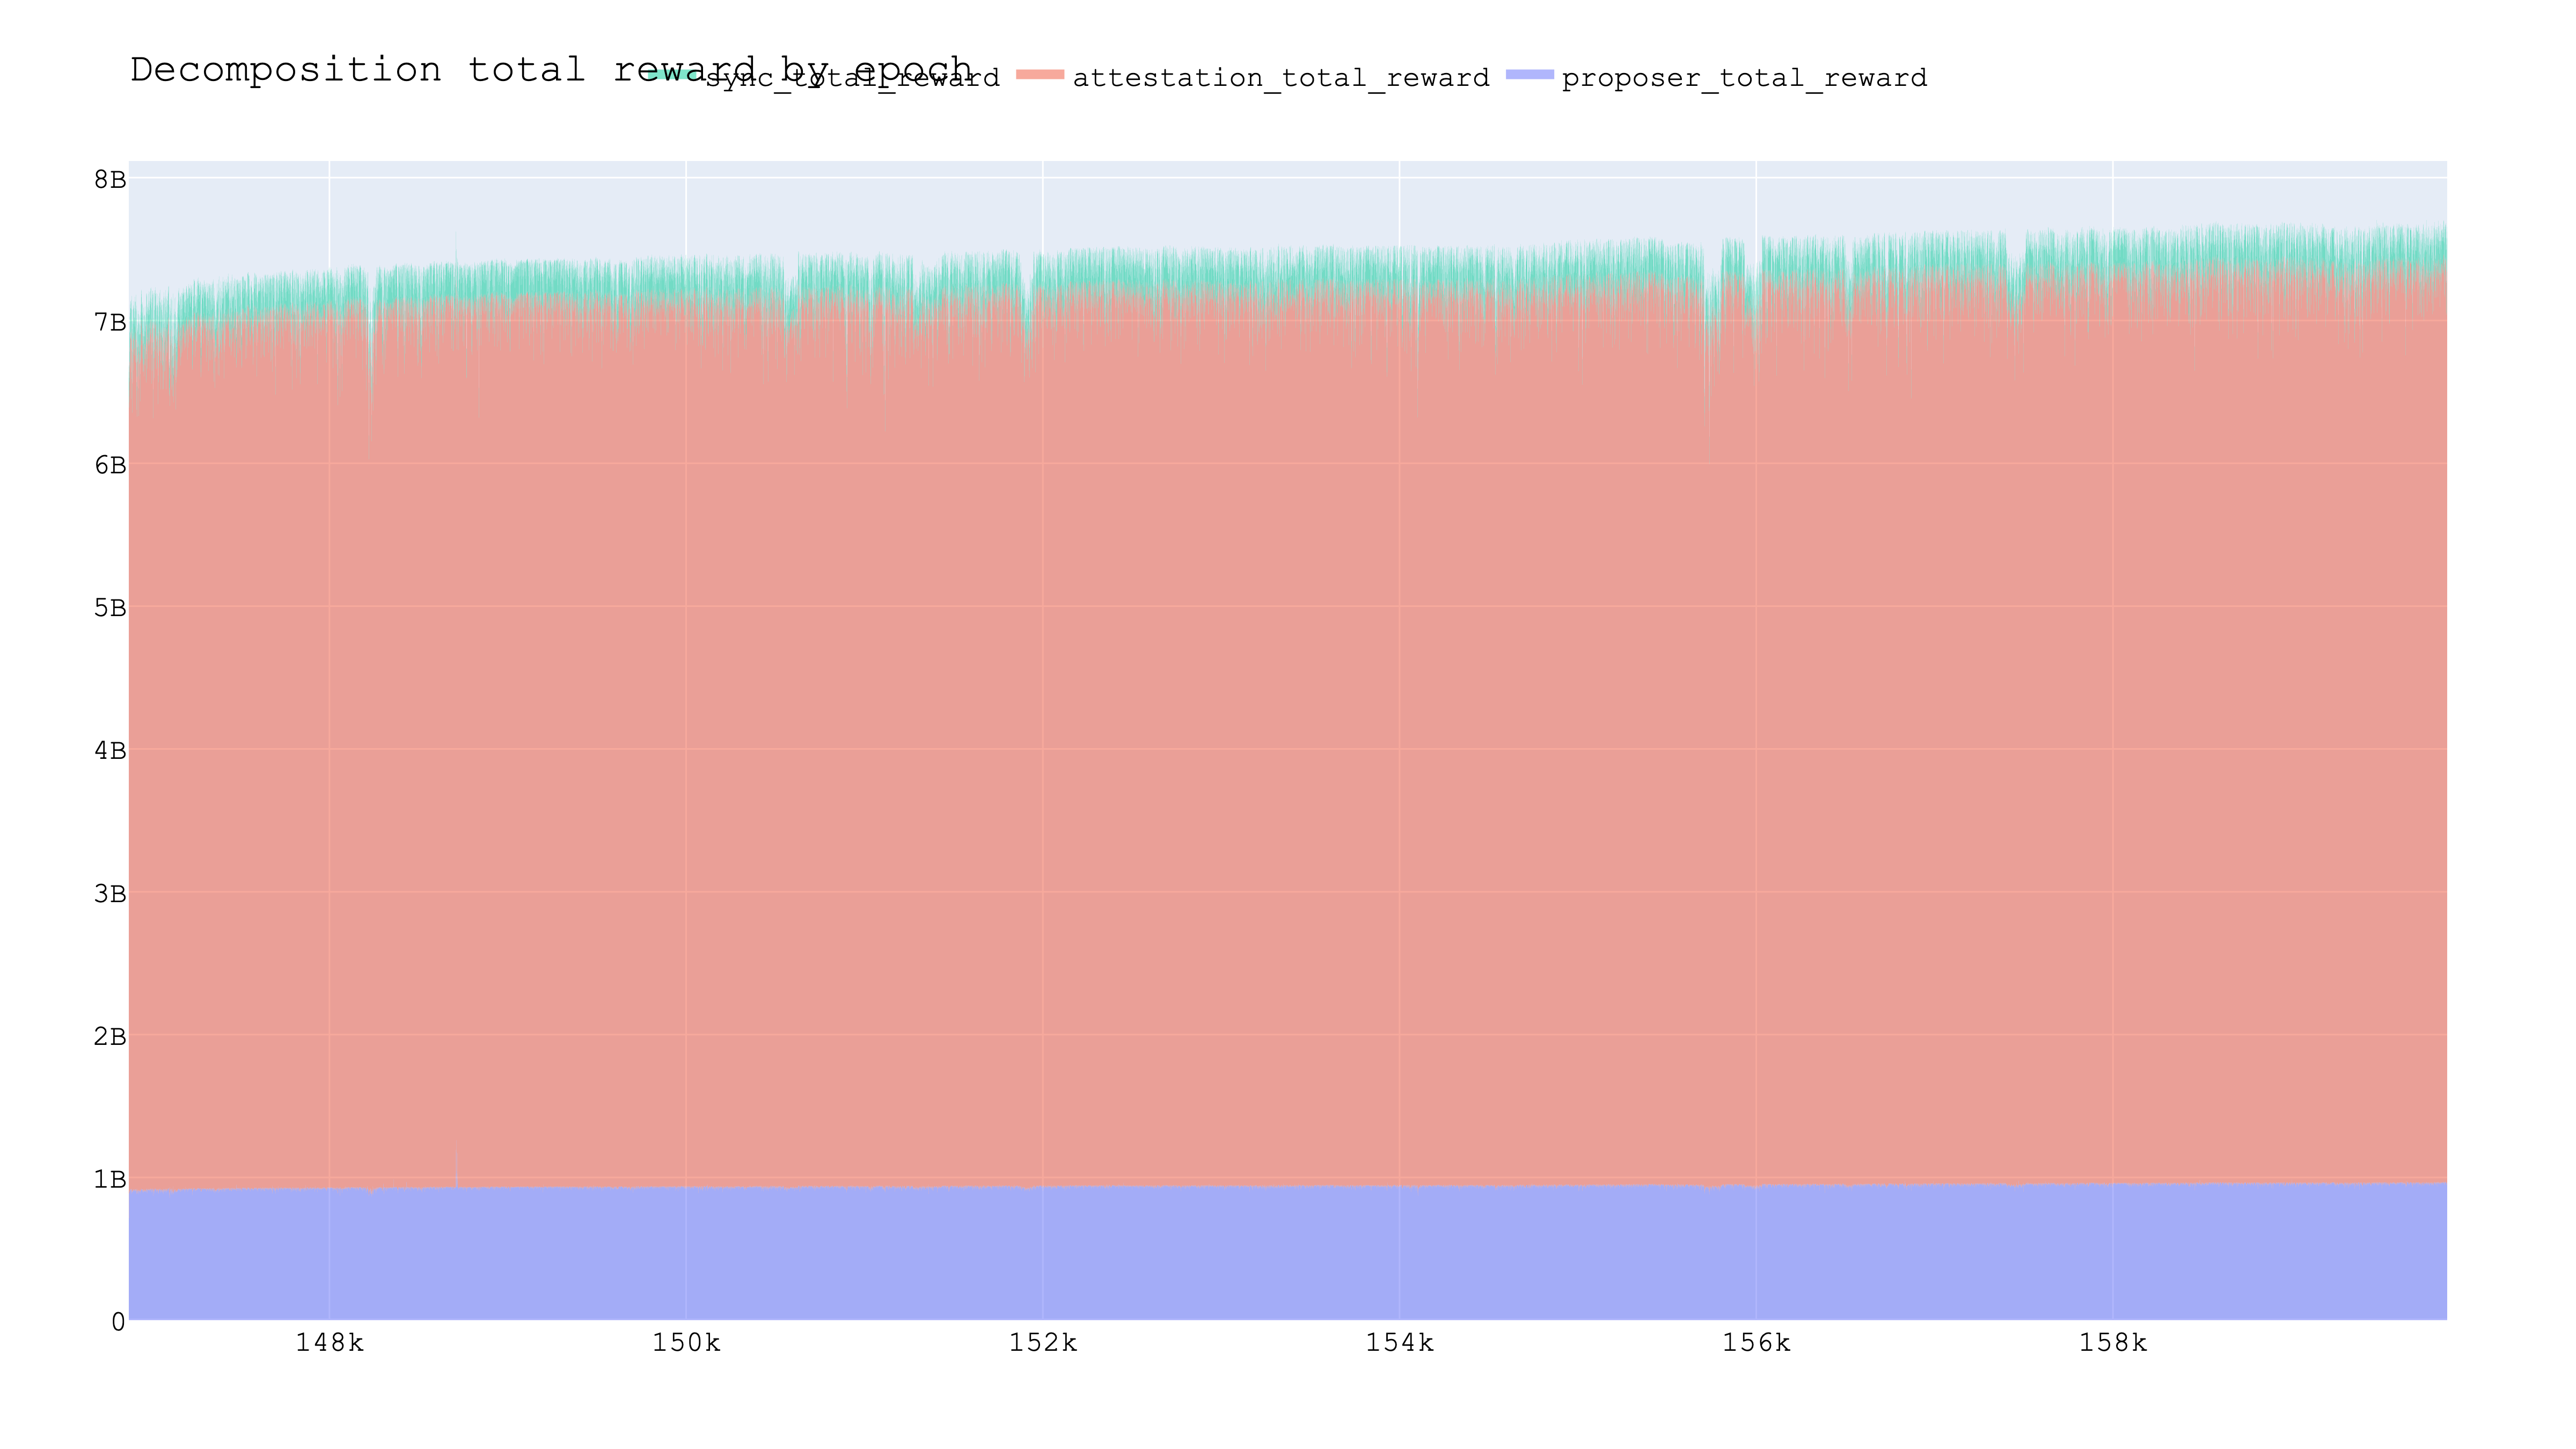 Decomposition total reward by epoch
sync_total_reward attestation_total_reward proposer_total_reward
8B
7B
6B
5B
4B
3B
2B
1B
0
148k 150k 152k 154k 156k 158k